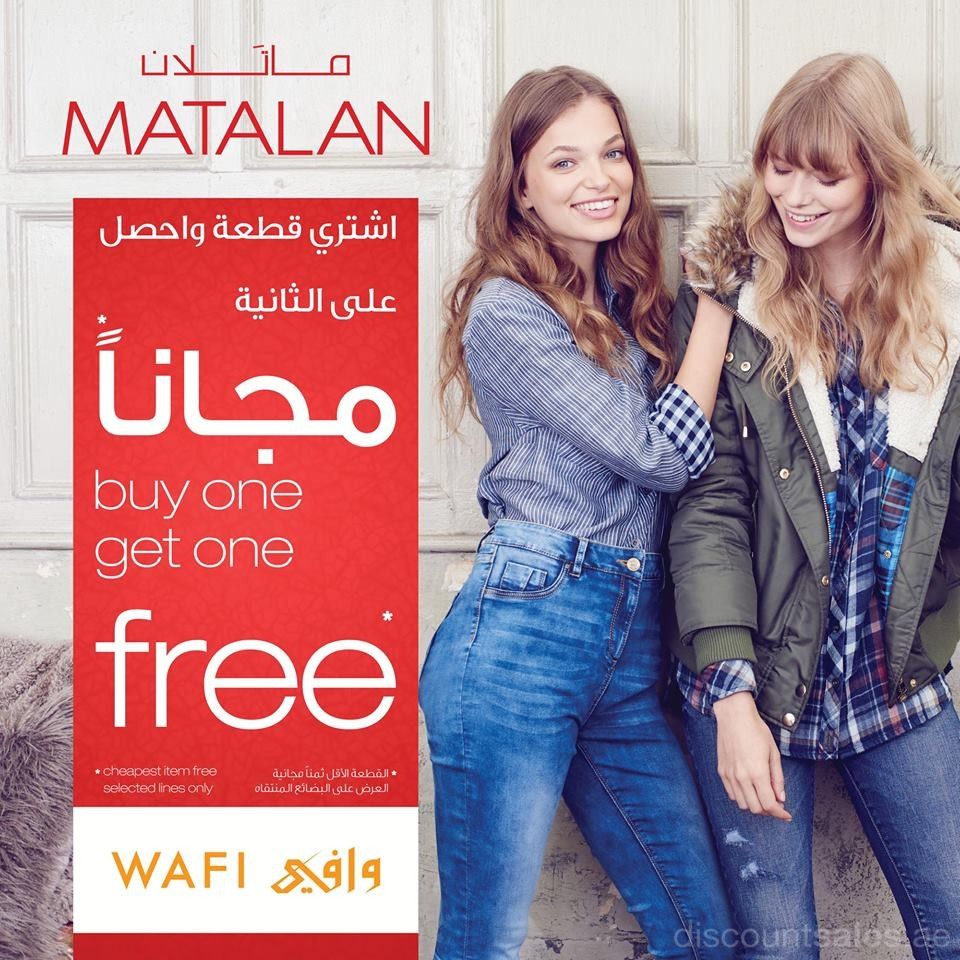 ماتَـلان
MATALAN
اشتري قطعة واحصل
على الثانية
مجاناً*
buy one
get one
free*
* cheapest item free
selected lines only
* القطعة الأقل ثمناً مجانية
العرض على البضائع المنتقاه
WAFI وافي
discountsales.ae